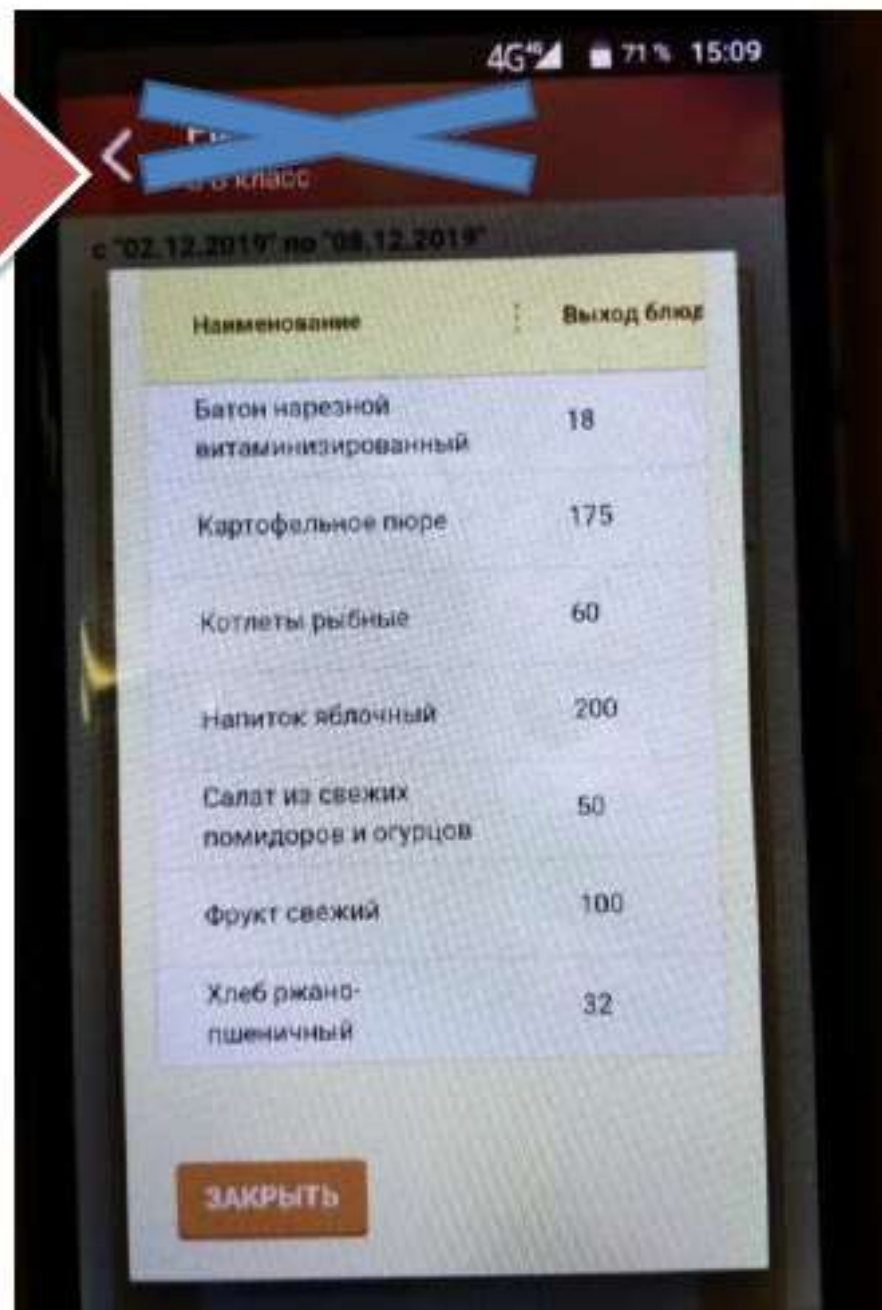 4G 4G 71 % 15:09
класс
с "02.12.2019" по "08.12.2019"
Наименование Выход блюд
Батон нарезной
витаминизированный
18
Картофельное пюре 175
Котлеты рыбные 60
Напиток яблочный 200
Салат из свежих
помидоров и огурцов
50
Фрукт свежий 100
Хлеб ржано-
пшеничный
32
ЗАКРЫТЬ